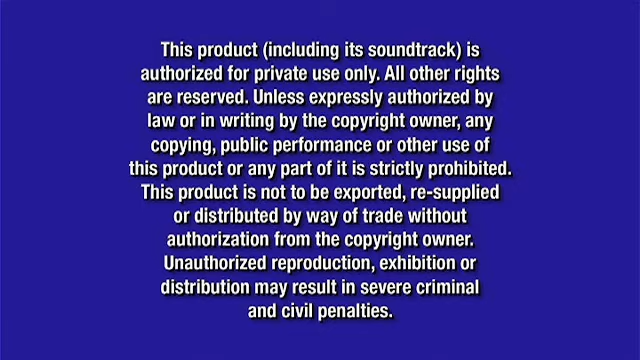 This product (including its soundtrack) is
authorized for private use only. All other rights
are reserved. Unless expressly authorized by
law or in writing by the copyright owner, any
copying, public performance or other use of
this product or any part of it is strictly prohibited.
This product is not to be exported, re-supplied
or distributed by way of trade without
authorization from the copyright owner.
Unauthorized reproduction, exhibition or
distribution may result in severe criminal
and civil penalties.